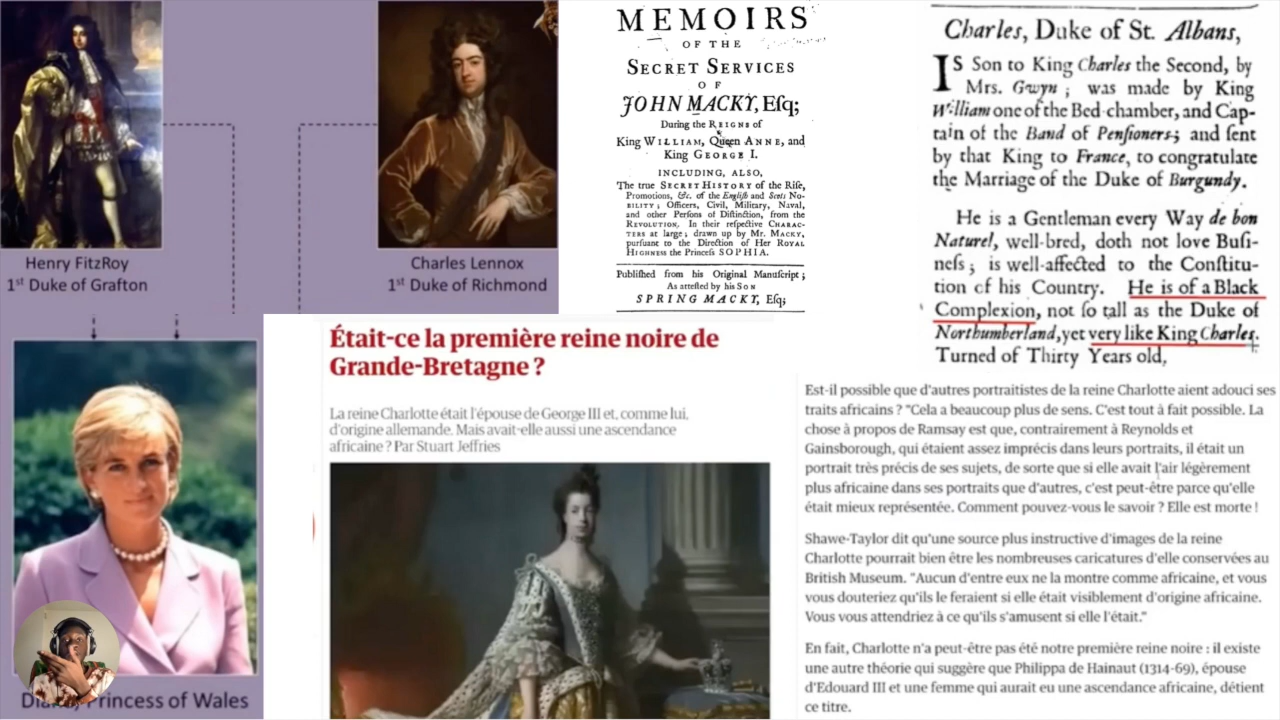 Henry FitzRoy
1st Duke of Grafton
Charles Lennox
1st Duke of Richmond
Princess of Wales
MEMOIRS
OF THE
SECRET SERVICES
OF
JOHN MACKY, Eſq;
During the REIGNS of
King WILLIAM, Queen ANNE, and
King GEORGE I.
INCLUDING, ALSO,
The true SECRET HISTORY of the Riſe,
Promotions, &c. of the Engliſh and Scots No-
BILITY; Officers, Civil, Military, Naval,
and other Perſons of Diſtinction, from the
REVOLUTION. In their reſpective CHARAC-
TERS at large; drawn up by Mr. MACKY,
purſuant to the Direction of Her ROYAL
HIGHNESS the Princeſs SOPHIA.
Publiſhed from his Original Manuſcript;
As atteſted by his SON
SPRING MACKY, Eſq;
Charles, Duke of St. Albans,
IS Son to King Charles the Second, by
Mrs. Gwyn; was made by King
William one of the Bed-chamber, and Cap-
tain of the Band of Penſioners; and ſent
by that King to France, to congratulate
the Marriage of the Duke of Burgundy.
He is a Gentleman every Way de bon
Naturel, well-bred, doth not love Buſi-
neſs; is well-affected to the Conſtitu-
tion of his Country. He is of a Black
Complexion, not ſo tall as the Duke of
Northumberland, yet very like King Charles.
Turned of Thirty Years old,
Était-ce la première reine noire de
Grande-Bretagne ?
La reine Charlotte était l'épouse de George III et, comme lui,
d'origine allemande. Mais avait-elle aussi une ascendance
africaine ? Par Stuart Jeffries
Est-il possible que d'autres portraitistes de la reine Charlotte aient adouci ses
traits africains ? "Cela a beaucoup plus de sens. C'est tout à fait possible. La
chose à propos de Ramsay est que, contrairement à Reynolds et
Gainsborough, qui étaient assez imprécis dans leurs portraits, il était un
portrait très précis de ses sujets, de sorte que si elle avait l'air légèrement
plus africaine dans ses portraits que d'autres, c'est peut-être parce qu'elle
était mieux représentée. Comment pouvez-vous le savoir ? Elle est morte !
Shawe-Taylor dit qu'une source plus instructive d'images de la reine
Charlotte pourrait bien être les nombreuses caricatures d'elle conservées au
British Museum. "Aucun d'entre eux ne la montre comme africaine, et vous
vous douteriez qu'ils le feraient si elle était visiblement d'origine africaine.
Vous vous attendriez à ce qu'ils s'amusent si elle l'était."
En fait, Charlotte n'a peut-être pas été notre première reine noire : il existe
une autre théorie qui suggère que Philippa de Hainaut (1314-69), épouse
d'Edouard III et une femme qui aurait eu une ascendance africaine, détient
ce titre.